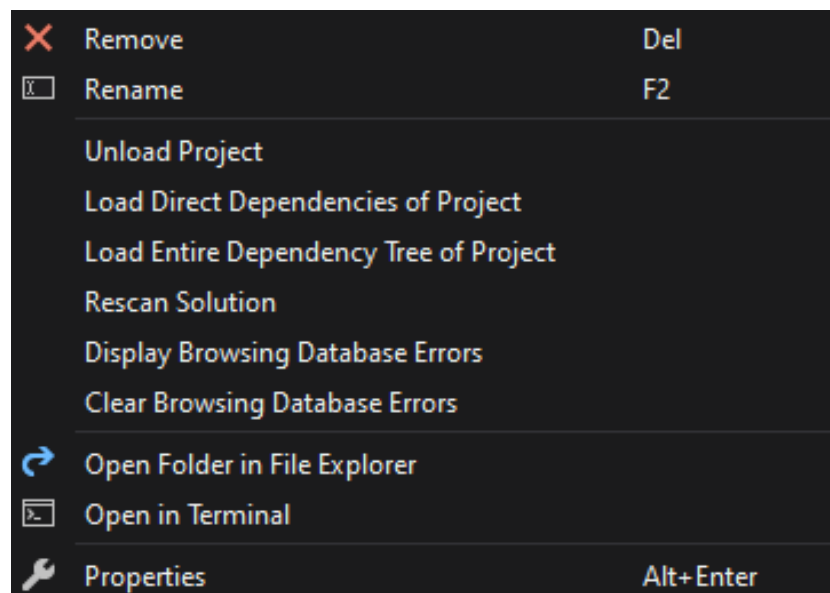 Remove Del
Rename F2
Unload Project
Load Direct Dependencies of Project
Load Entire Dependency Tree of Project
Rescan Solution
Display Browsing Database Errors
Clear Browsing Database Errors
Open Folder in File Explorer
Open in Terminal
Properties Alt+Enter